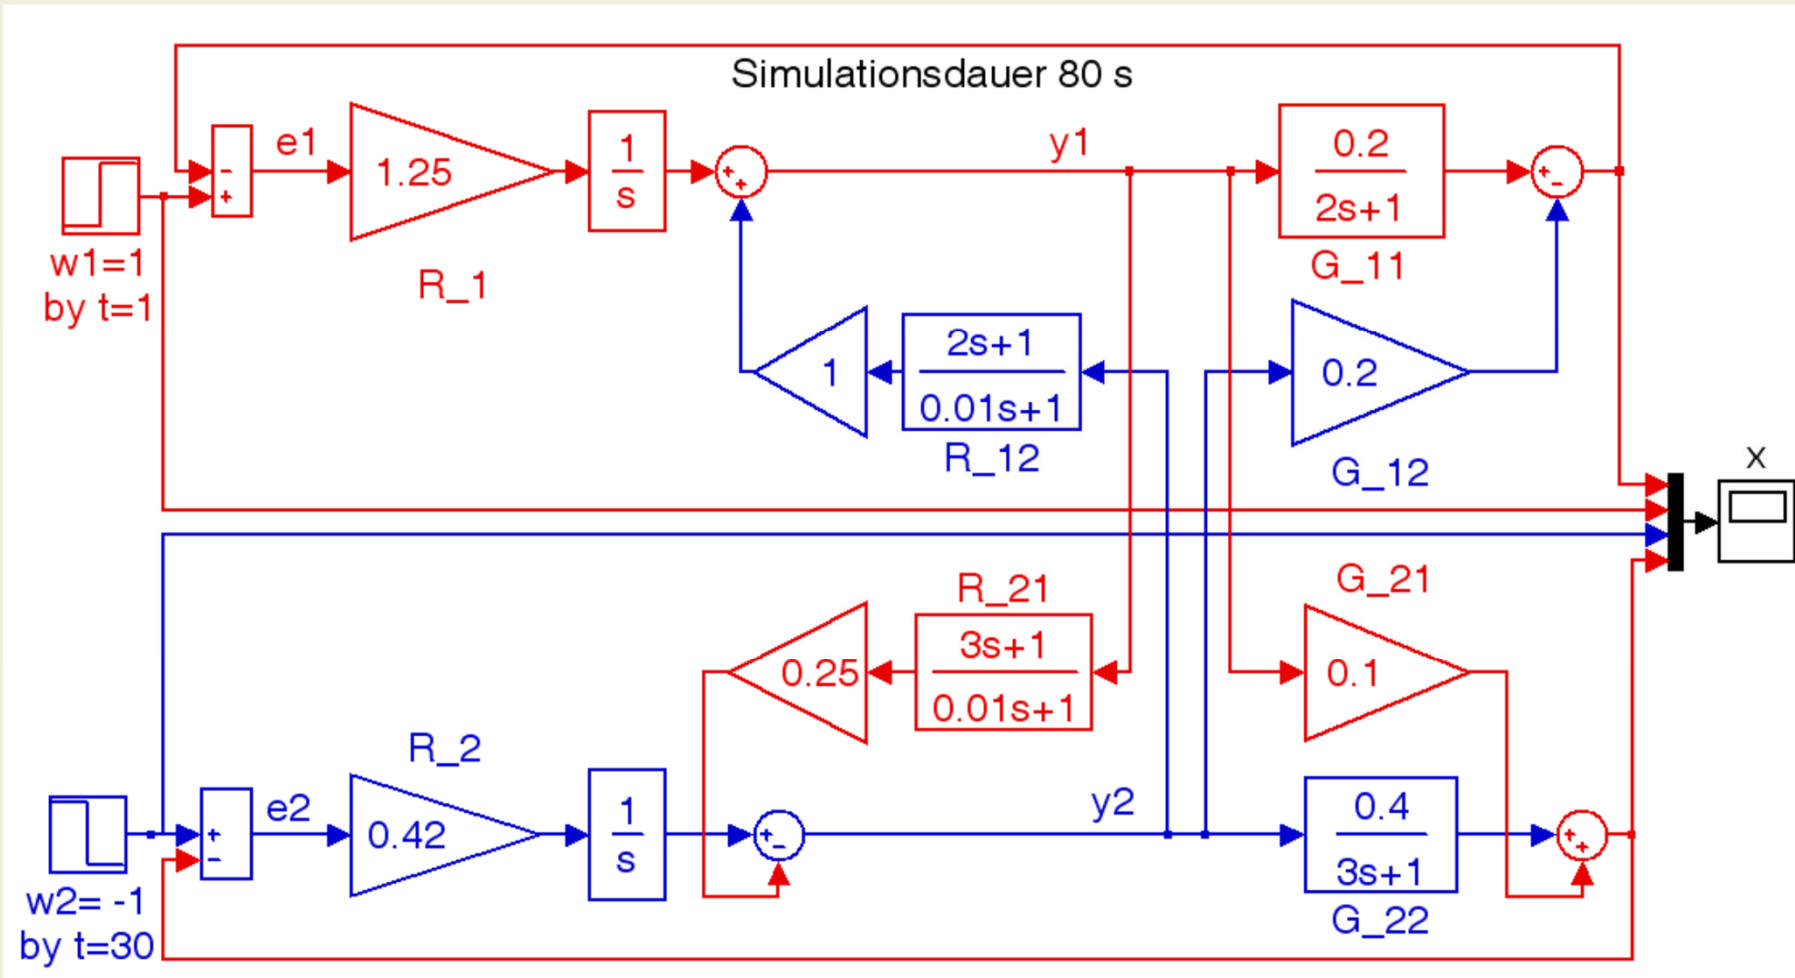 Simulationsdauer 80 s
w1=1
by t=1
-
+
e1
1.25
R_1
1
s
+
+
y1
0.2
2s+1
G_11
+
-
1
2s+1
0.01s+1
R_12
0.2
G_12
x
R_21
0.25
3s+1
0.01s+1
G_21
0.1
w2= -1
by t=30
+
-
e2
R_2
0.42
1
s
+
-
y2
0.4
3s+1
G_22
+
+